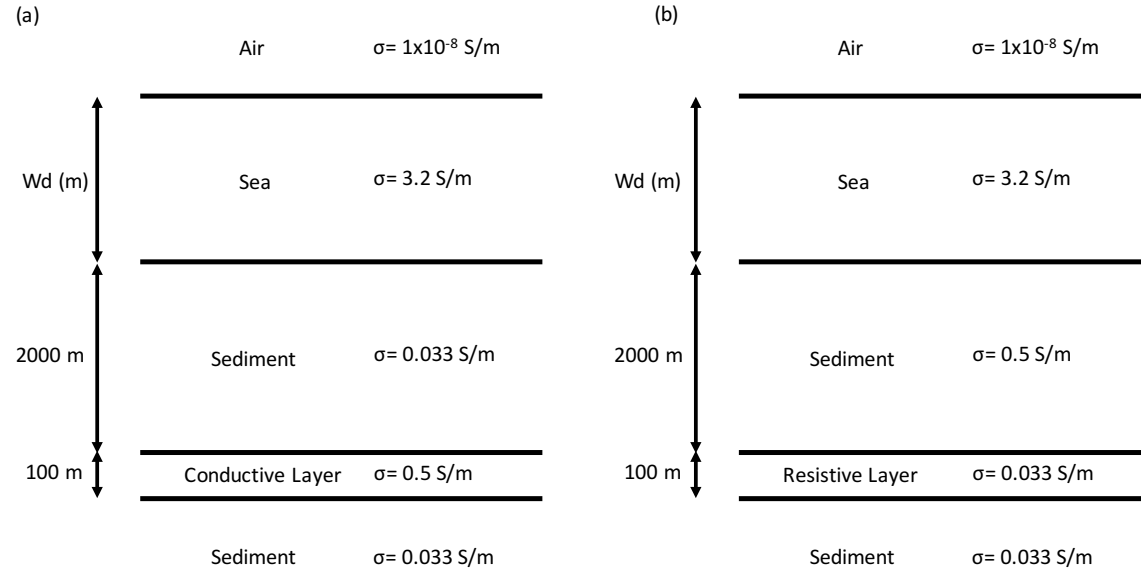 (a)
Air σ= 1x10⁻⁸ S/m
Wd (m) Sea σ= 3.2 S/m
2000 m Sediment σ= 0.033 S/m
100 m Conductive Layer σ= 0.5 S/m
Sediment σ= 0.033 S/m
(b)
Air σ= 1x10⁻⁸ S/m
Wd (m) Sea σ= 3.2 S/m
2000 m Sediment σ= 0.5 S/m
100 m Resistive Layer σ= 0.033 S/m
Sediment σ= 0.033 S/m